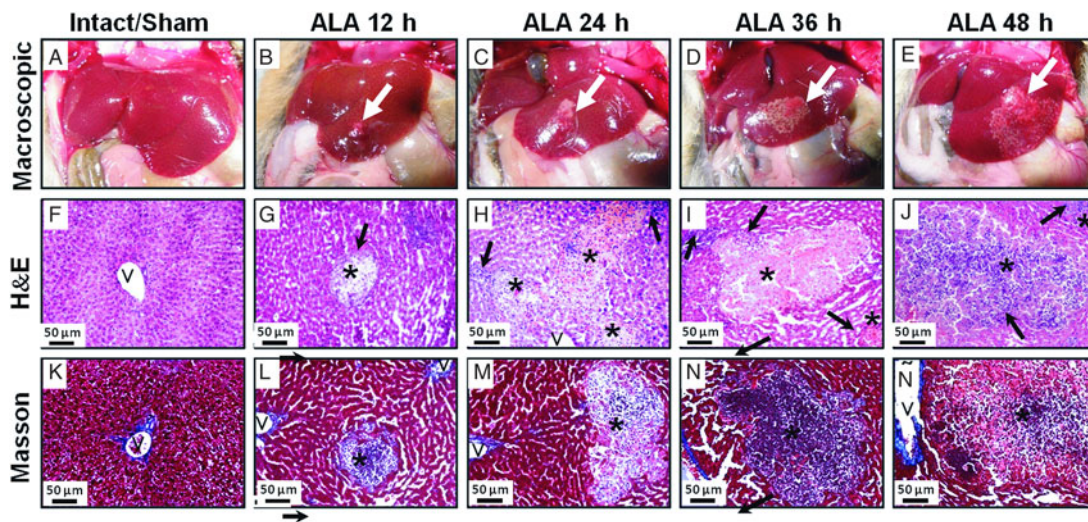 Intact/Sham ALA 12 h ALA 24 h ALA 36 h ALA 48 h
Macroscopic
A B C D E
H&E
F G H I J
V * * * * * * * *
V
50 μm 50 μm 50 μm 50 μm 50 μm
Masson
K L M N N
V V V * V * V * V *
50 μm 50 μm 50 μm 50 μm 50 μm